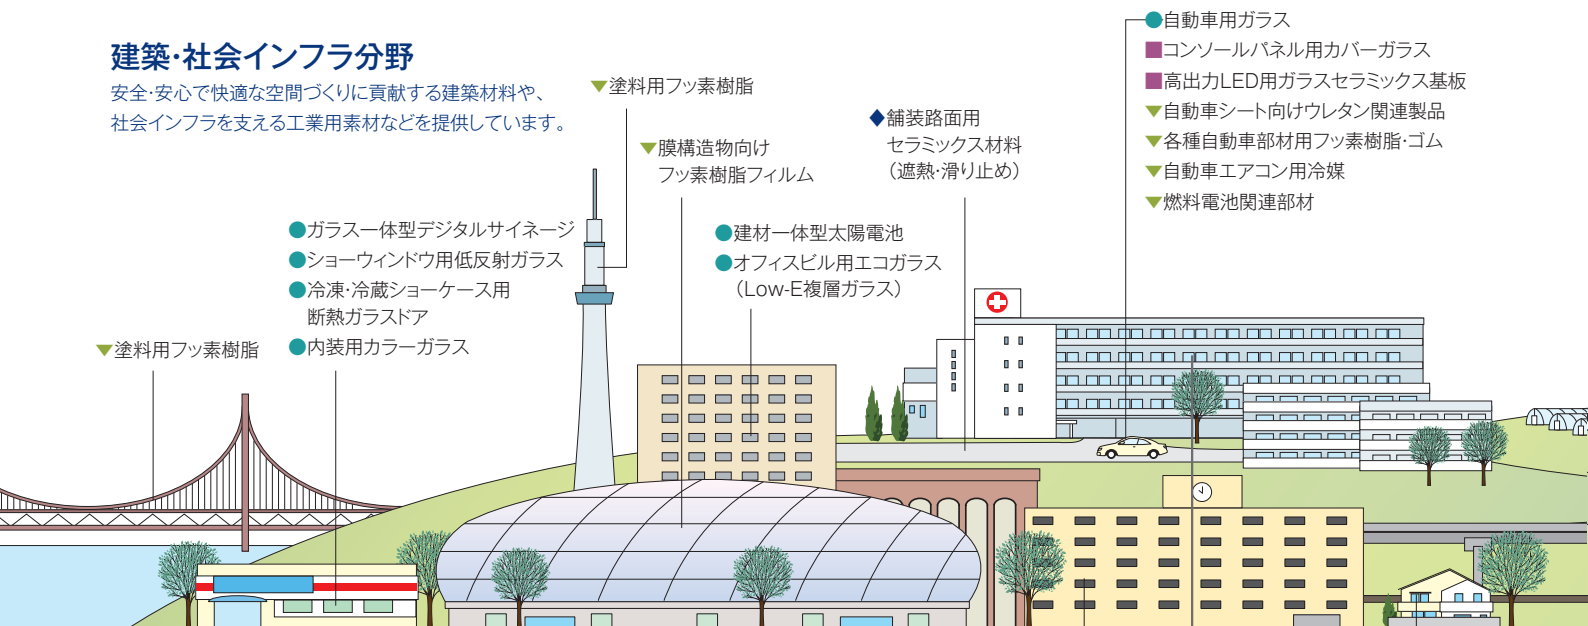 建築･社会インフラ分野
安全･安心で快適な空間づくりに貢献する建築材料や、
社会インフラを支える工業用素材などを提供しています。
▼塗料用フッ素樹脂
▼膜構造物向け
フッ素樹脂フィルム
◆舗装路面用
セラミックス材料
（遮熱･滑り止め）
●自動車用ガラス
■コンソールパネル用カバーガラス
■高出力LED用ガラスセラミックス基板
▼自動車シート向けウレタン関連製品
▼各種自動車部材用フッ素樹脂･ゴム
▼自動車エアコン用冷媒
▼燃料電池関連部材
●ガラス一体型デジタルサイネージ
●ショーウィンドウ用低反射ガラス
●冷凍･冷蔵ショーケース用
断熱ガラスドア
●内装用カラーガラス
●建材一体型太陽電池
●オフィスビル用エコガラス
（Low-E複層ガラス）
▼塗料用フッ素樹脂